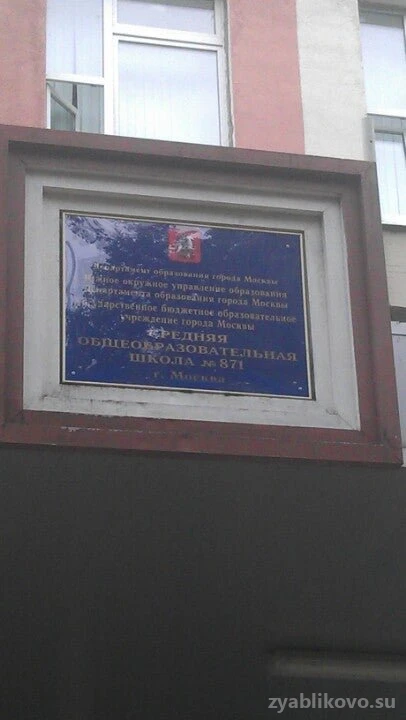 Департамент образования города Москвы
Южное окружное управление образования
Департамента образования города Москвы
Государственное бюджетное образовательное
учреждение города Москвы
СРЕДНЯЯ
ОБЩЕОБРАЗОВАТЕЛЬНАЯ
ШКОЛА № 871
г. Москва
zyablikovo.su